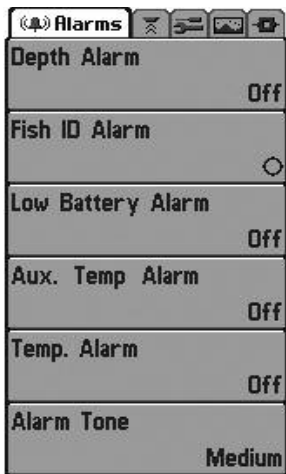 Alarms
Depth Alarm
Off
Fish ID Alarm
Low Battery Alarm
Off
Aux. Temp Alarm
Off
Temp. Alarm
Off
Alarm Tone
Medium